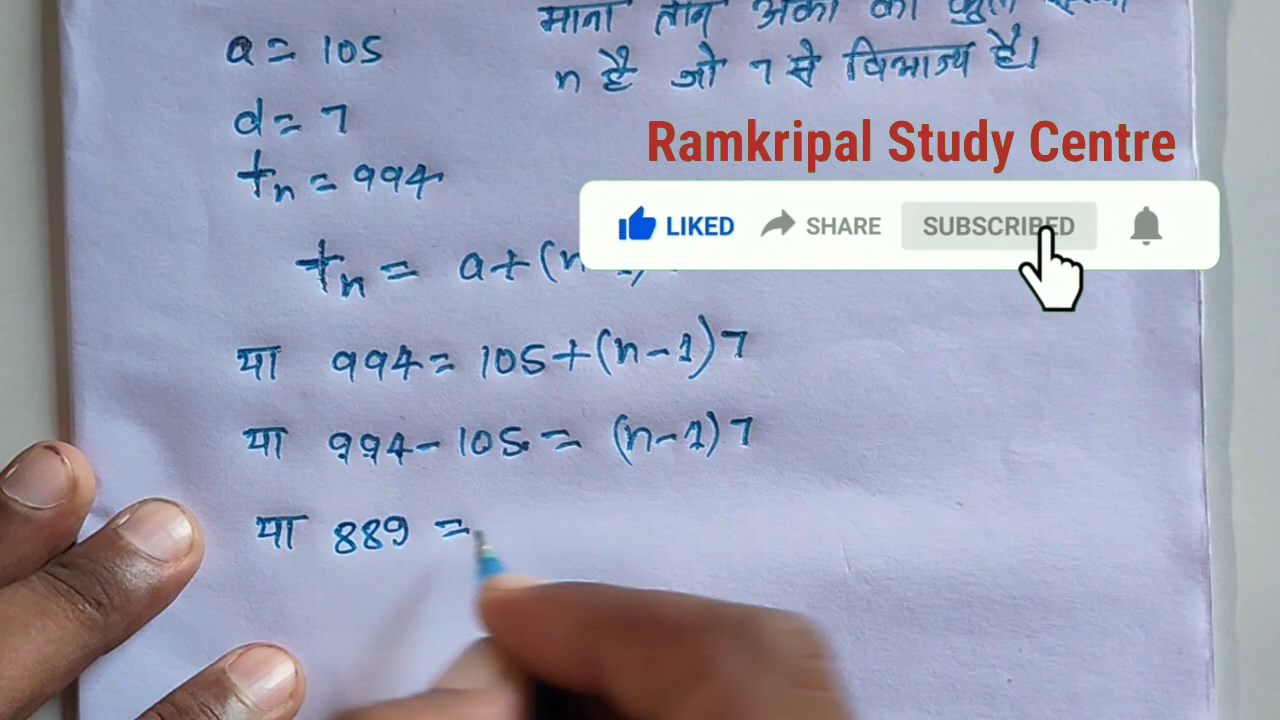 माना तीन अंकों की कुल
a = 105
n है जो 7 से विभाज्य है।
d = 7
Ramkripal Study Centre
tn = 994
LIKED SHARE SUBSCRIBED
tn = a+(n
या 994 = 105+(n-1)7
या 994-105 = (n-1)7
या 889 =